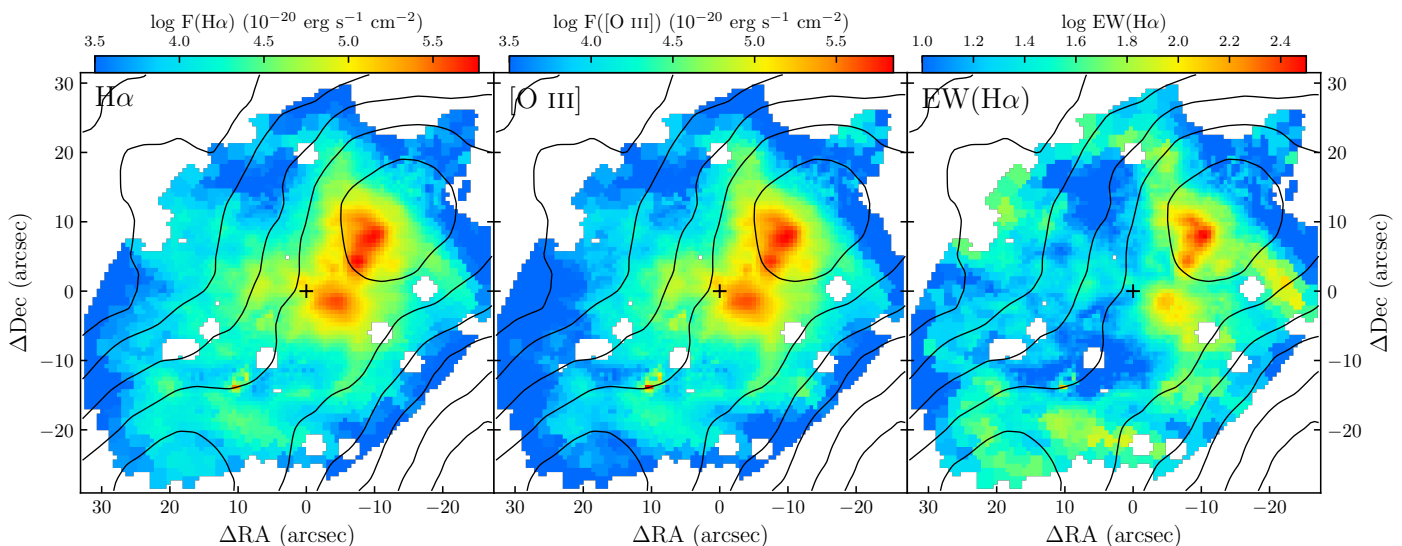 log F(Hα) (10⁻²⁰ erg s⁻¹ cm⁻²) log F([O III]) (10⁻²⁰ erg s⁻¹ cm⁻²) log EW(Hα)
3.5 4.0 4.5 5.0 5.5 3.5 4.0 4.5 5.0 5.5 1.0 1.2 1.4 1.6 1.8 2.0 2.2 2.4
Hα [O III] EW(Hα)
30 30
20 20
10 10
0 0
−10 −10
−20 −20
ΔDec (arcsec) ΔDec (arcsec)
30 20 10 0 −10 −20 30 20 10 0 −10 −20 30 20 10 0 −10 −20
ΔRA (arcsec) ΔRA (arcsec) ΔRA (arcsec)